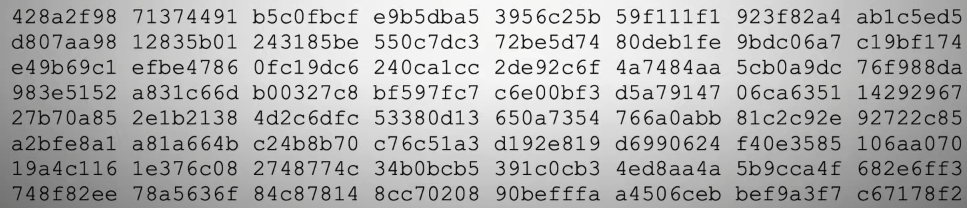 428a2f98 71374491 b5c0fbcf e9b5dba5 3956c25b 59f111f1 923f82a4 ab1c5ed5
d807aa98 12835b01 243185be 550c7dc3 72be5d74 80deb1fe 9bdc06a7 c19bf174
e49b69c1 efbe4786 0fc19dc6 240ca1cc 2de92c6f 4a7484aa 5cb0a9dc 76f988da
983e5152 a831c66d b00327c8 bf597fc7 c6e00bf3 d5a79147 06ca6351 14292967
27b70a85 2e1b2138 4d2c6dfc 53380d13 650a7354 766a0abb 81c2c92e 92722c85
a2bfe8a1 a81a664b c24b8b70 c76c51a3 d192e819 d6990624 f40e3585 106aa070
19a4c116 1e376c08 2748774c 34b0bcb5 391c0cb3 4ed8aa4a 5b9cca4f 682e6ff3
748f82ee 78a5636f 84c87814 8cc70208 90befffa a4506ceb bef9a3f7 c67178f2